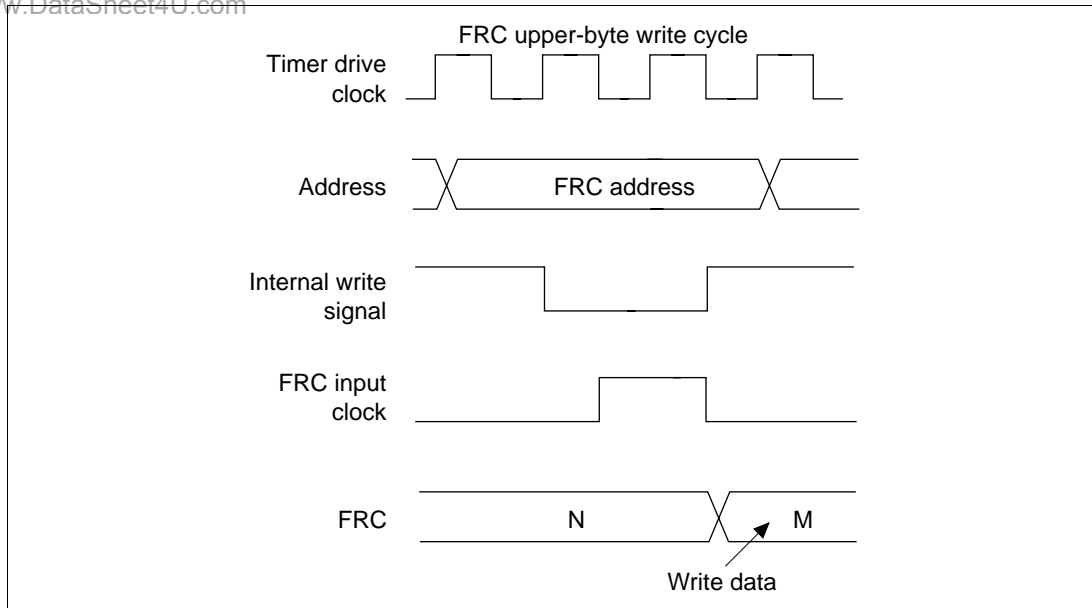 w.DataSheet4U.com
FRC upper-byte write cycle
Timer drive
clock
Address
FRC address
Internal write
signal
FRC input
clock
FRC
N
M
Write data